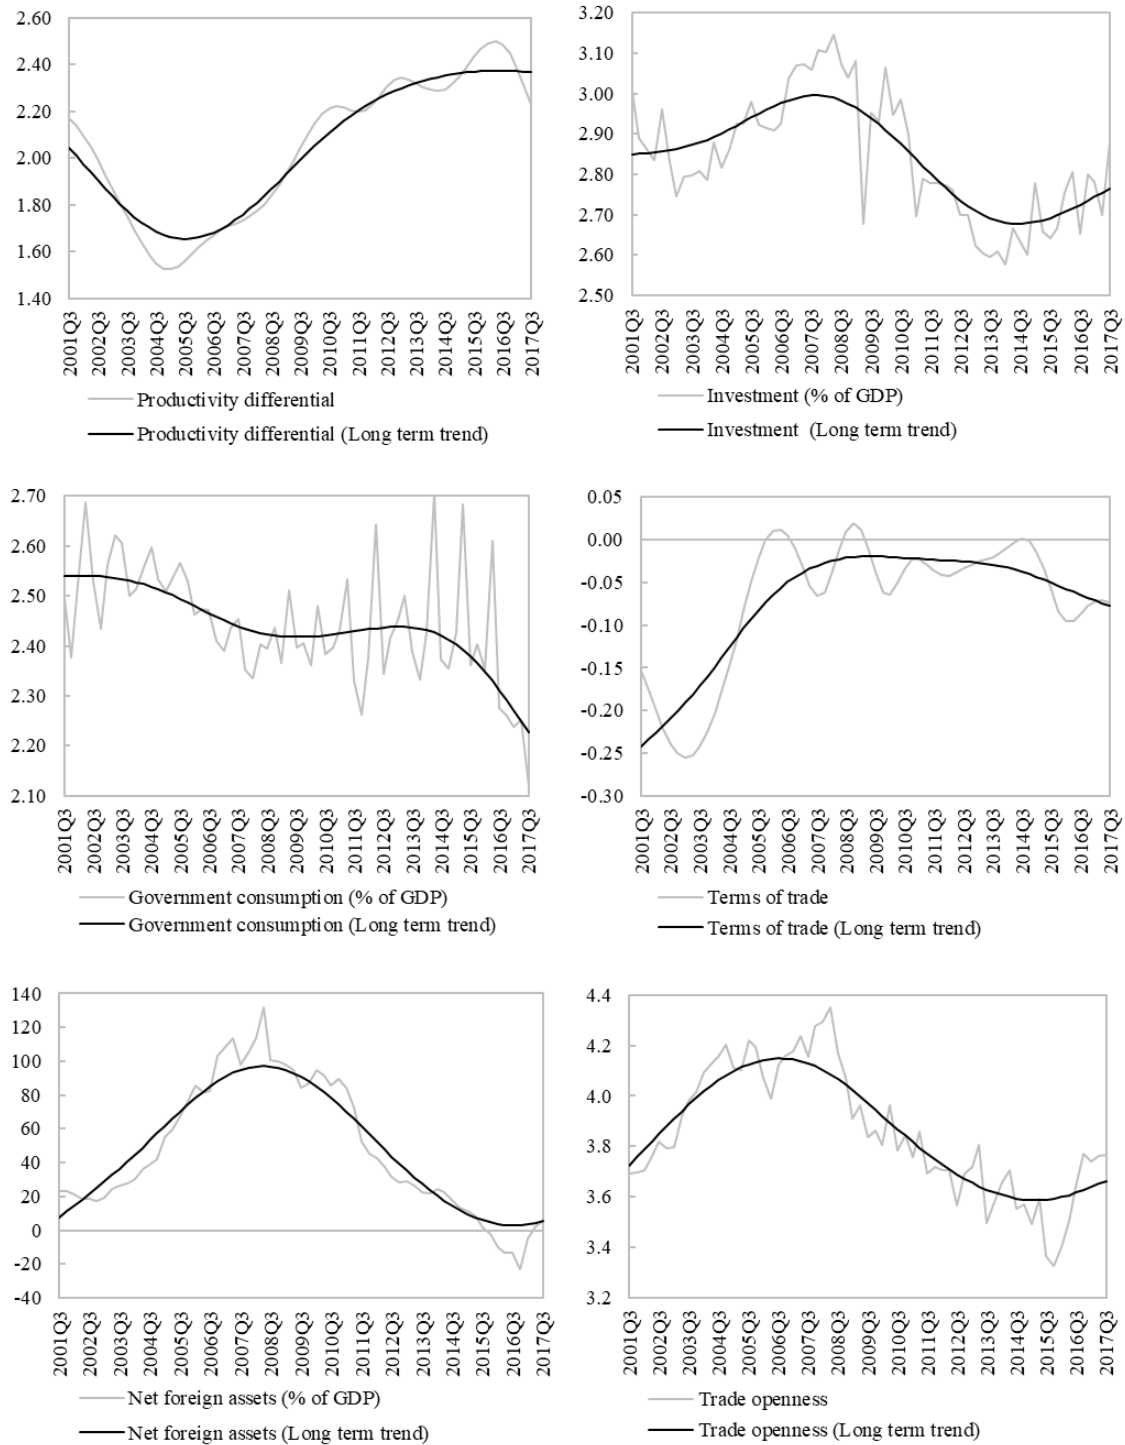 2.60
2.40
2.20
2.00
1.80
1.60
1.40
2001Q3
2002Q3
2003Q3
2004Q3
2005Q3
2006Q3
2007Q3
2008Q3
2009Q3
2010Q3
2011Q3
2012Q3
2013Q3
2014Q3
2015Q3
2016Q3
2017Q3
Productivity differential
Productivity differential (Long term trend)
3.20
3.10
3.00
2.90
2.80
2.70
2.60
2.50
2001Q3
2002Q3
2003Q3
2004Q3
2005Q3
2006Q3
2007Q3
2008Q3
2009Q3
2010Q3
2011Q3
2012Q3
2013Q3
2014Q3
2015Q3
2016Q3
2017Q3
Investment (% of GDP)
Investment (Long term trend)
2.70
2.60
2.50
2.40
2.30
2.20
2.10
2001Q3
2002Q3
2003Q3
2004Q3
2005Q3
2006Q3
2007Q3
2008Q3
2009Q3
2010Q3
2011Q3
2012Q3
2013Q3
2014Q3
2015Q3
2016Q3
2017Q3
Government consumption (% of GDP)
Government consumption (Long term trend)
0.05
0.00
-0.05
-0.10
-0.15
-0.20
-0.25
-0.30
2001Q3
2002Q3
2003Q3
2004Q3
2005Q3
2006Q3
2007Q3
2008Q3
2009Q3
2010Q3
2011Q3
2012Q3
2013Q3
2014Q3
2015Q3
2016Q3
2017Q3
Terms of trade
Terms of trade (Long term trend)
140
120
100
80
60
40
20
0
-20
-40
2001Q3
2002Q3
2003Q3
2004Q3
2005Q3
2006Q3
2007Q3
2008Q3
2009Q3
2010Q3
2011Q3
2012Q3
2013Q3
2014Q3
2015Q3
2016Q3
2017Q3
Net foreign assets (% of GDP)
Net foreign assets (Long term trend)
4.4
4.2
4.0
3.8
3.6
3.4
3.2
2001Q3
2002Q3
2003Q3
2004Q3
2005Q3
2006Q3
2007Q3
2008Q3
2009Q3
2010Q3
2011Q3
2012Q3
2013Q3
2014Q3
2015Q3
2016Q3
2017Q3
Trade openness
Trade openness (Long term trend)